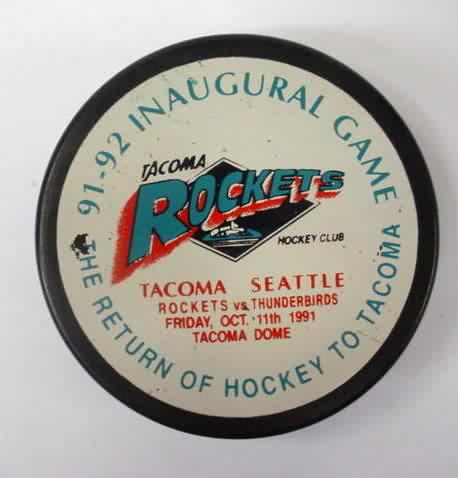 91-92 INAUGURAL GAME
TACOMA
ROCKETS
HOCKEY CLUB
TACOMA SEATTLE
ROCKETS vs. THUNDERBIRDS
FRIDAY, OCT. 11th 1991
TACOMA DOME
THE RETURN OF HOCKEY TO TACOMA